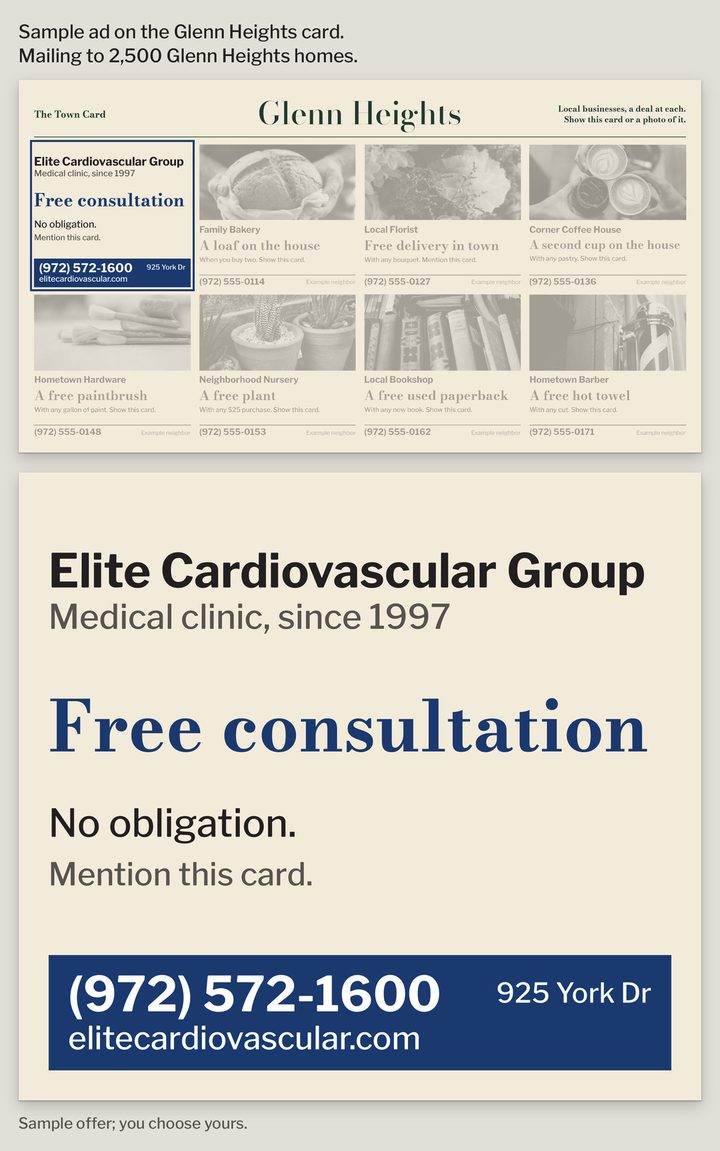 Sample ad on the Glenn Heights card.
Mailing to 2,500 Glenn Heights homes.
The Town Card
Glenn Heights
Local businesses, a deal at each.
Show this card or a photo of it.
Elite Cardiovascular Group
Medical clinic, since 1997
Free consultation
No obligation.
Mention this card.
(972) 572-1600 925 York Dr
elitecardiovascular.com
Family Bakery
A loaf on the house
When you buy two. Show this card.
(972) 555-0114 Example neighbor
Local Florist
Free delivery in town
With any bouquet. Mention this card.
(972) 555-0127 Example neighbor
Corner Coffee House
A second cup on the house
With any pastry. Show this card.
(972) 555-0136 Example neighbor
Hometown Hardware
A free paintbrush
With any gallon of paint. Show this card.
(972) 555-0148 Example neighbor
Neighborhood Nursery
A free plant
With any $25 purchase. Show this card.
(972) 555-0153 Example neighbor
Local Bookshop
A free used paperback
With any new book. Show this card.
(972) 555-0162 Example neighbor
Hometown Barber
A free hot towel
With any cut. Show this card.
(972) 555-0171 Example neighbor
Elite Cardiovascular Group
Medical clinic, since 1997
Free consultation
No obligation.
Mention this card.
(972) 572-1600 925 York Dr
elitecardiovascular.com
Sample offer; you choose yours.